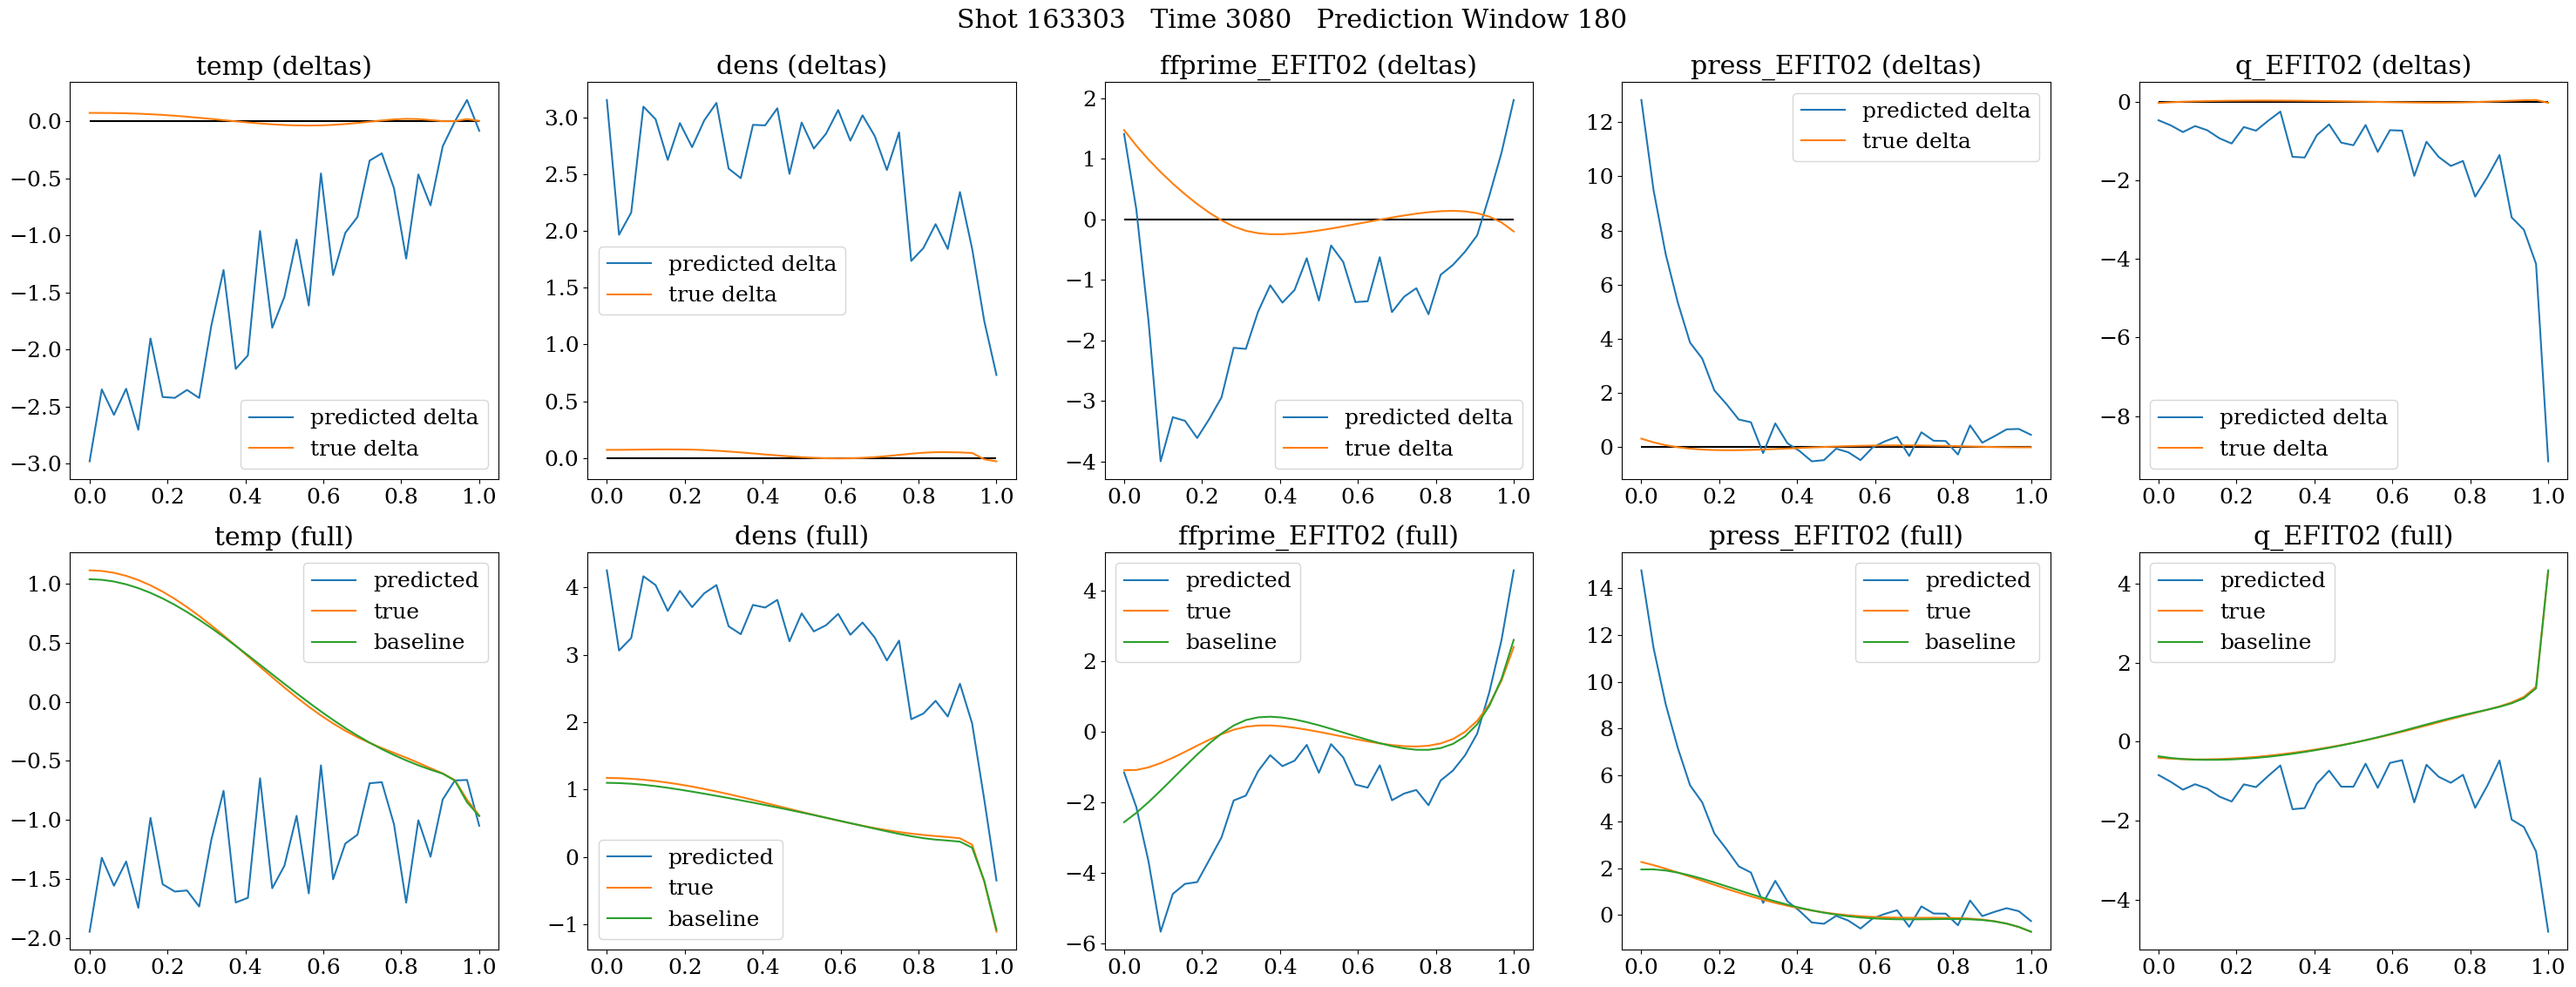 Shot 163303   Time 3080   Prediction Window 180
temp (deltas)
0.0
−0.5
−1.0
−1.5
−2.0
−2.5
−3.0
0.0 0.2 0.4 0.6 0.8 1.0
predicted delta
true delta
dens (deltas)
3.0
2.5
2.0
1.5
1.0
0.5
0.0
0.0 0.2 0.4 0.6 0.8 1.0
predicted delta
true delta
ffprime_EFIT02 (deltas)
2
1
0
−1
−2
−3
−4
0.0 0.2 0.4 0.6 0.8 1.0
predicted delta
true delta
press_EFIT02 (deltas)
12
10
8
6
4
2
0
0.0 0.2 0.4 0.6 0.8 1.0
predicted delta
true delta
q_EFIT02 (deltas)
0
−2
−4
−6
−8
0.0 0.2 0.4 0.6 0.8 1.0
predicted delta
true delta
temp (full)
1.0
0.5
0.0
−0.5
−1.0
−1.5
−2.0
0.0 0.2 0.4 0.6 0.8 1.0
predicted
true
baseline
dens (full)
4
3
2
1
0
−1
0.0 0.2 0.4 0.6 0.8 1.0
predicted
true
baseline
ffprime_EFIT02 (full)
4
2
0
−2
−4
−6
0.0 0.2 0.4 0.6 0.8 1.0
predicted
true
baseline
press_EFIT02 (full)
14
12
10
8
6
4
2
0
0.0 0.2 0.4 0.6 0.8 1.0
predicted
true
baseline
q_EFIT02 (full)
4
2
0
−2
−4
0.0 0.2 0.4 0.6 0.8 1.0
predicted
true
baseline